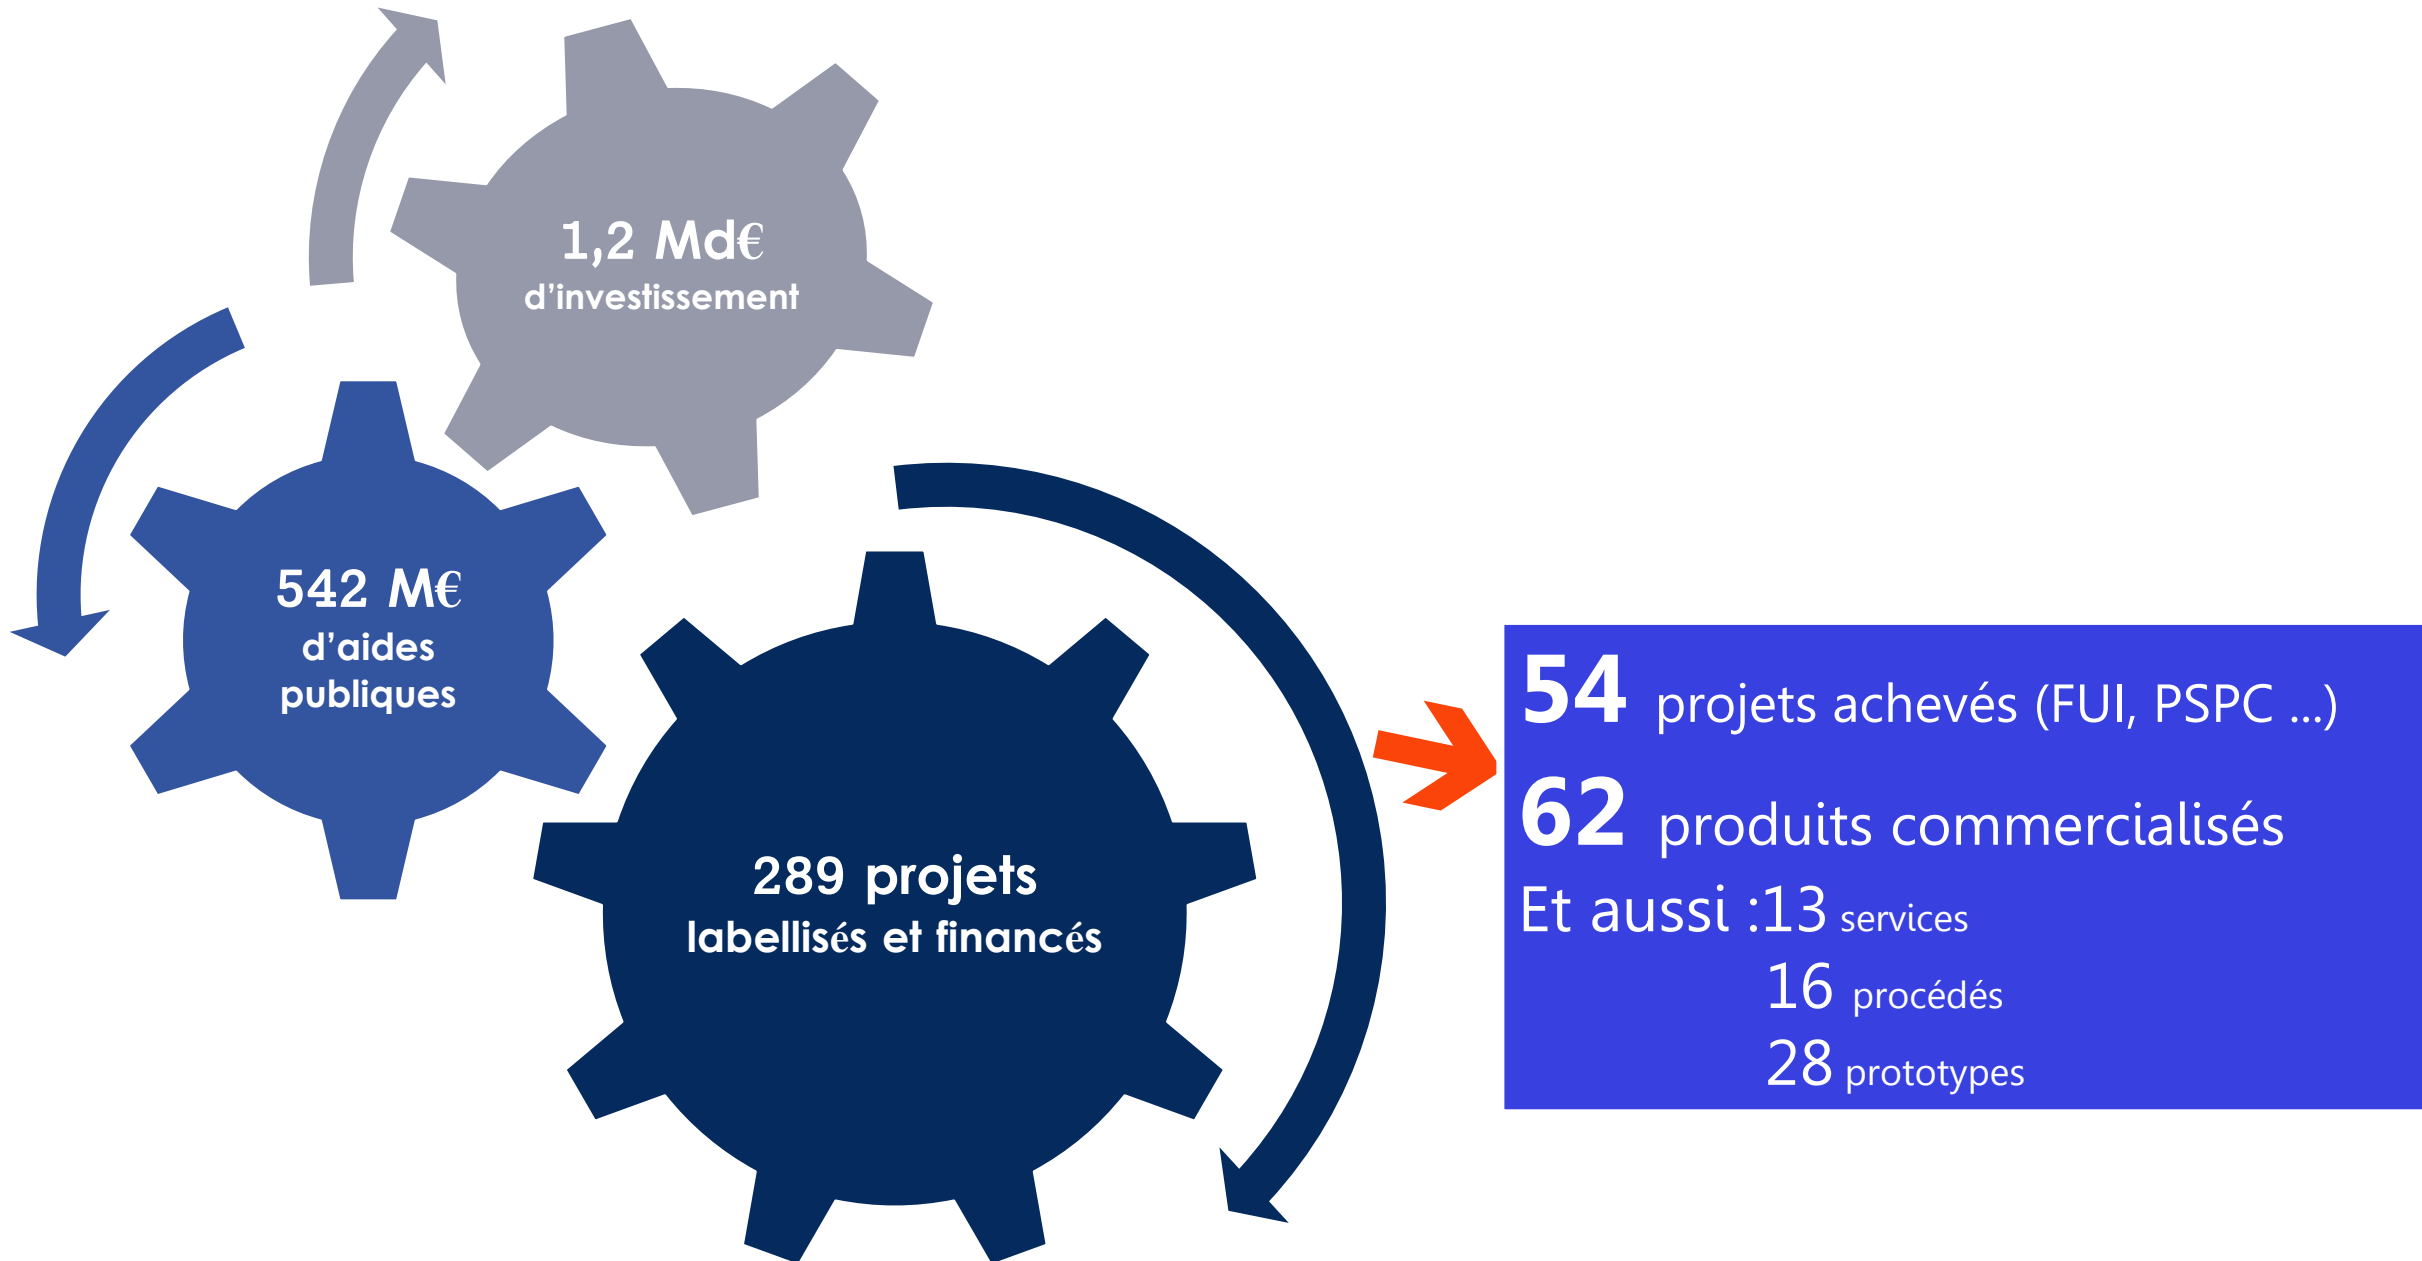 1,2 Md€
d’investissement
542 M€
d’aides
publiques
289 projets
labellisés et financés
54 projets achevés (FUI, PSPC ...)
62 produits commercialisés
Et aussi :13 services
16 procédés
28 prototypes